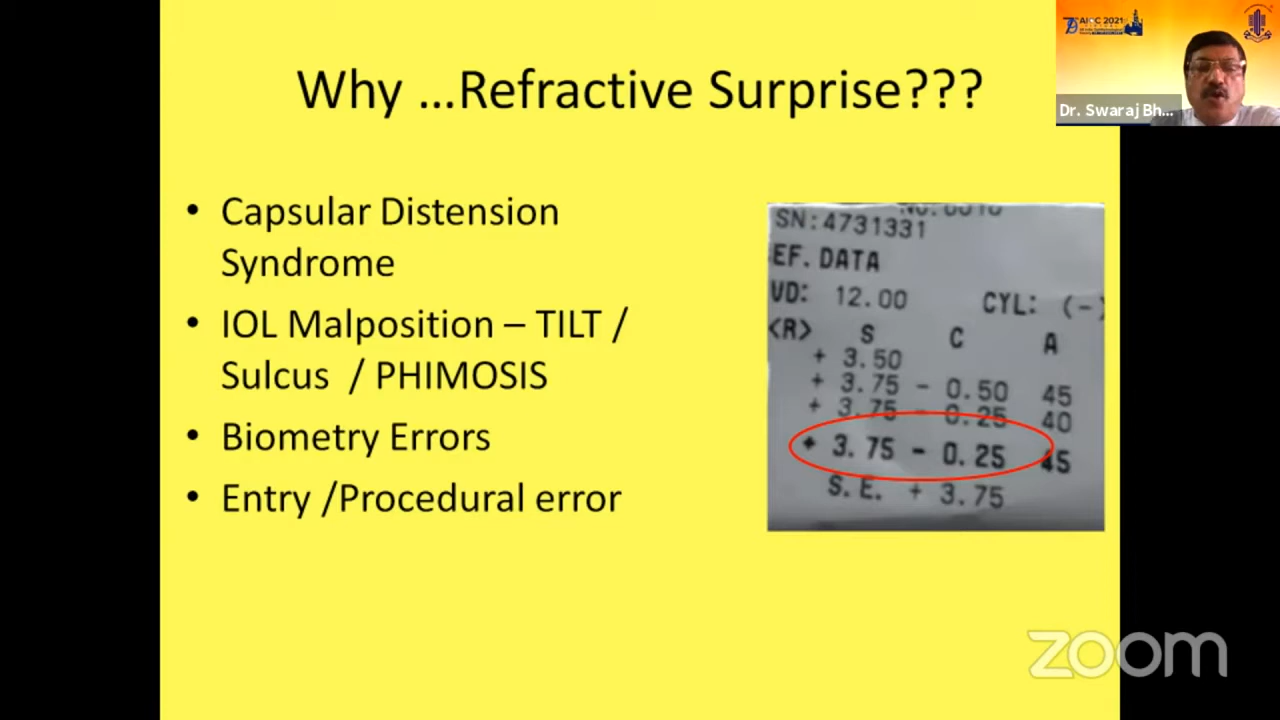 Why ...Refractive Surprise???
AIOC 2021
Dr. Swaraj Bh...
• Capsular Distension
Syndrome
• IOL Malposition – TILT /
Sulcus / PHIMOSIS
• Biometry Errors
• Entry /Procedural error
SN:4731331
EF. DATA
VD: 12.00 CYL: (-)
<R> S C A
+ 3.50
+ 3.75 - 0.50 45
+ 3.75 - 0.25 40
+ 3.75 - 0.25 45
S.E. + 3.75
zoom